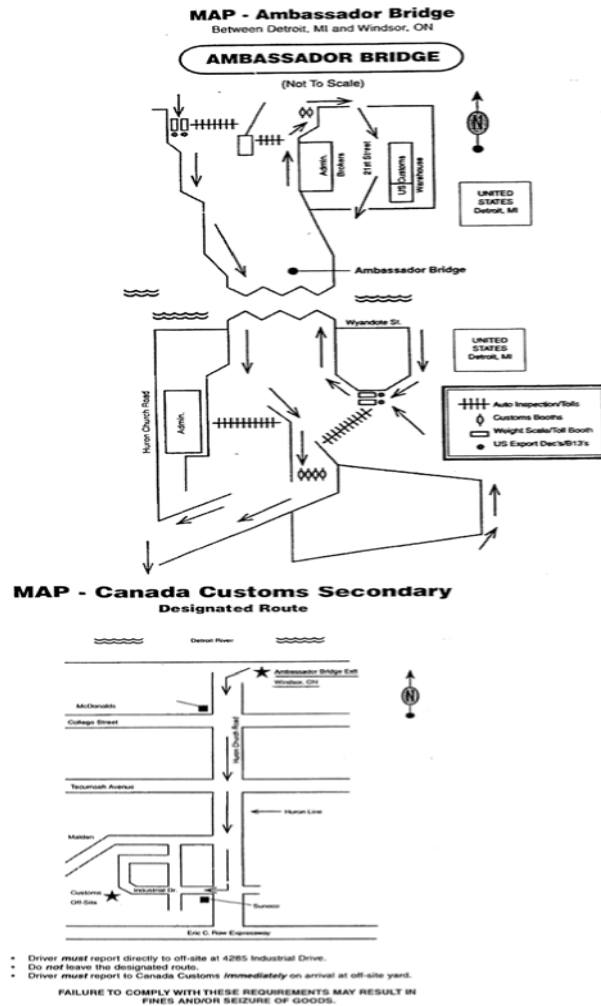 MAP - Ambassador Bridge
Between Detroit, MI and Windsor, ON
AMBASSADOR BRIDGE
(Not To Scale)
N
Admin.
Brokers
21st Street
US Customs
Warehouse
UNITED
STATES
Detroit, MI
Ambassador Bridge
Wyandote St.
UNITED
STATES
Detroit, MI
Huron Church Road
Admin.
Auto Inspection/Tolls
Customs Booths
Weight Scale/Toll Booth
US Export Dec's/B13's
MAP - Canada Customs Secondary
Designated Route
Detroit River
Ambassador Bridge Exit
Windsor, ON
N
McDonalds
College Street
Huron Church Road
Tecumseh Avenue
Huron Line
Malden
Customs
Off-Site
Industrial Dr.
Sunoco
Eric C. Row Expressway
• Driver must report directly to off-site at 4285 Industrial Drive.
• Do not leave the designated route.
• Driver must report to Canada Customs immediately on arrival at off-site yard.
FAILURE TO COMPLY WITH THESE REQUIREMENTS MAY RESULT IN
FINES AND/OR SEIZURE OF GOODS.